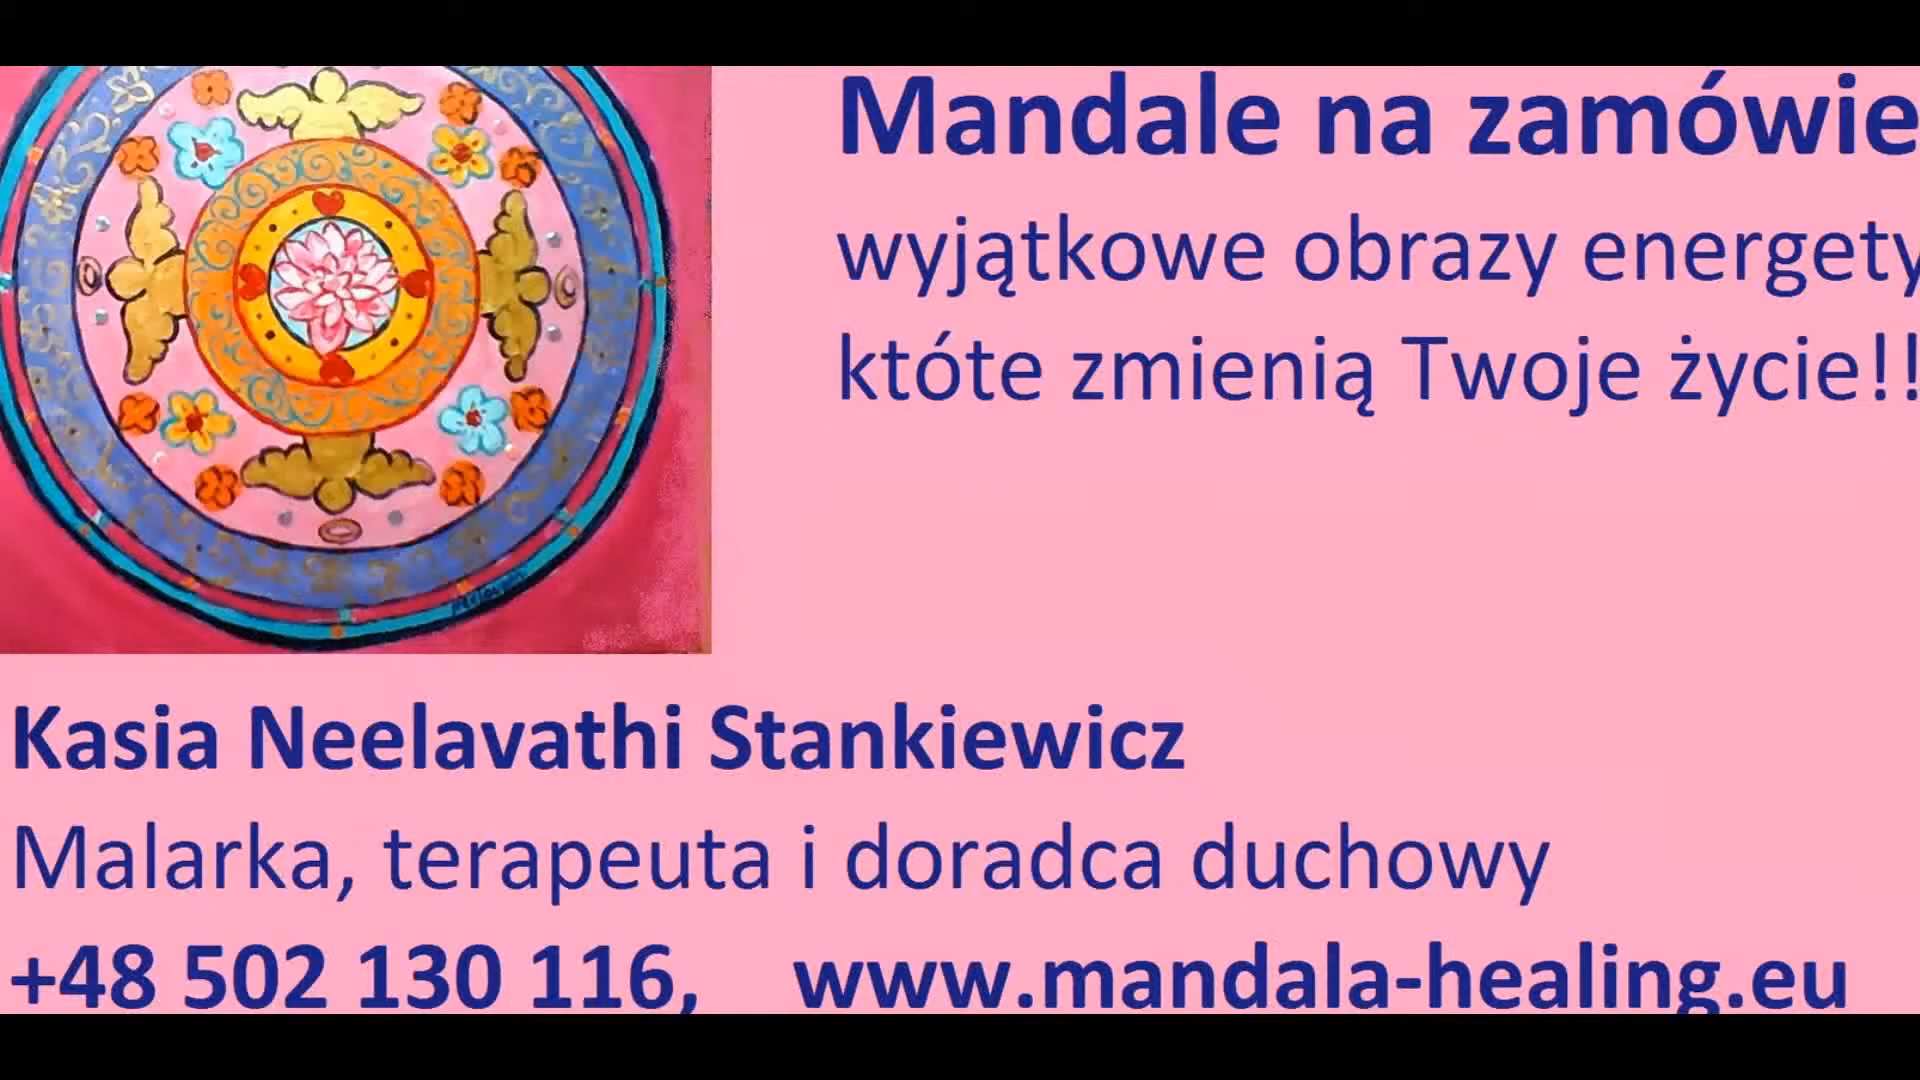 Mandale na zamówie
wyjątkowe obrazy energety
któte zmienią Twoje życie!!
Kasia Neelavathi Stankiewicz
Malarka, terapeuta i doradca duchowy
+48 502 130 116, www.mandala-healing.eu